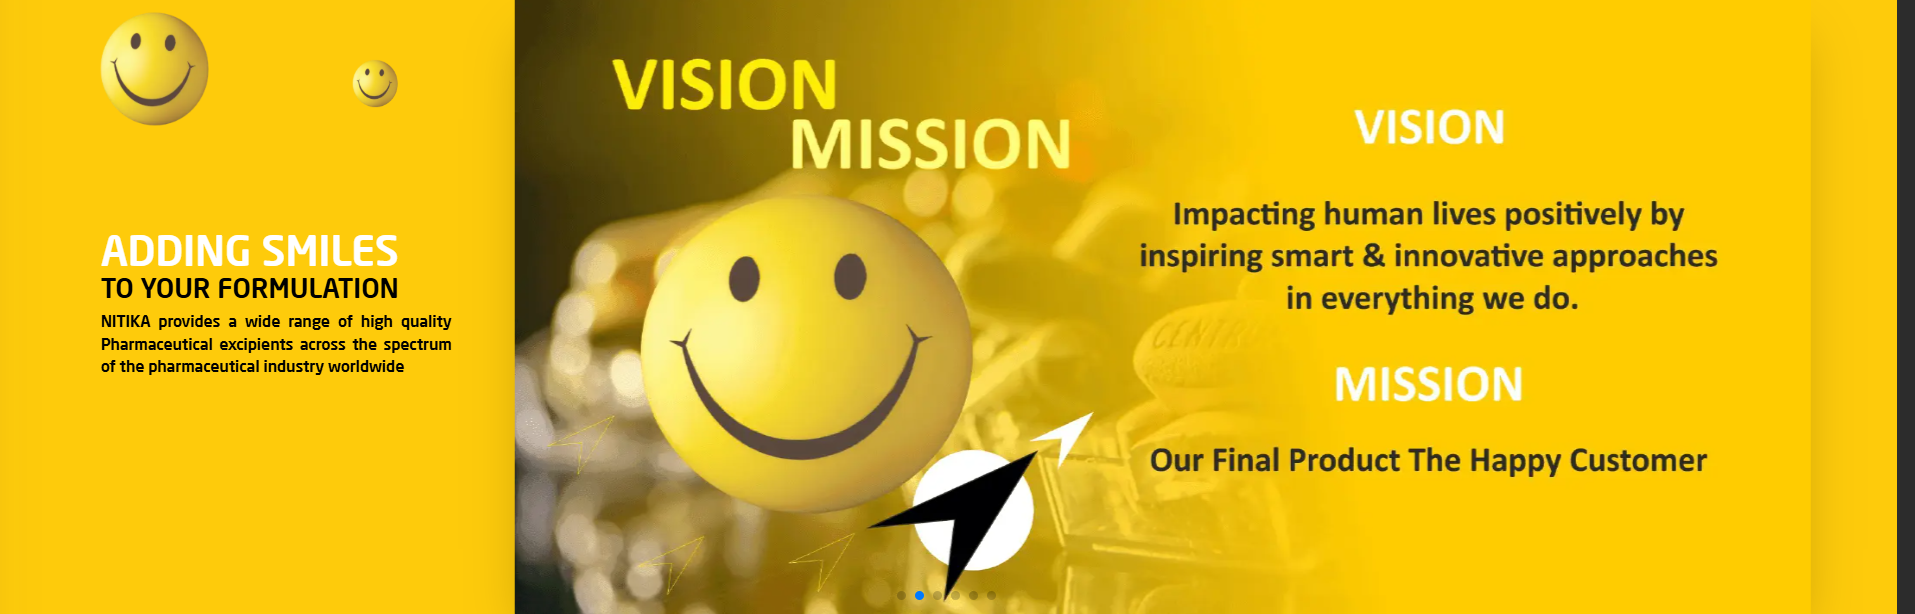 ADDING SMILES
TO YOUR FORMULATION
NITIKA provides a wide range of high quality
Pharmaceutical excipients across the spectrum
of the pharmaceutical industry worldwide
VISION
MISSION
CENTR
VISION
Impacting human lives positively by
inspiring smart & innovative approaches
in everything we do.
MISSION
Our Final Product The Happy Customer